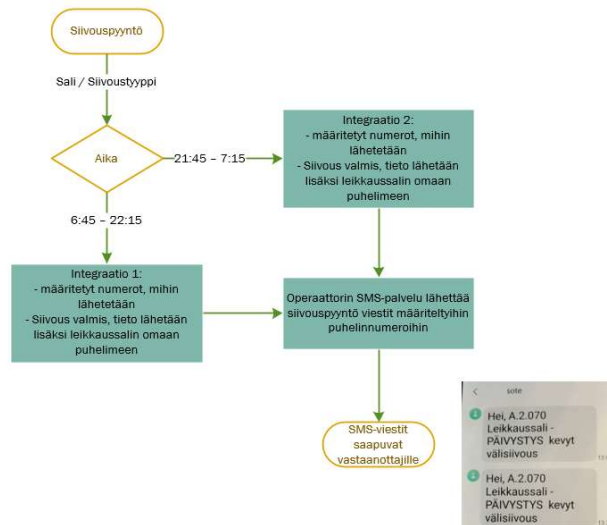 Siivouspyyntö
Sali / Siivoustyyppi
Aika
21:45 – 7:15
6:45 – 22:15
Integraatio 2:
- määritetyt numerot, mihin
lähetetään
- Siivous valmis, tieto lähetään
lisäksi leikkaussalin omaan
puhelimeen
Integraatio 1:
- määritetyt numerot, mihin
lähetetään
- Siivous valmis, tieto lähetään
lisäksi leikkaussalin omaan
puhelimeen
Operaattorin SMS-palvelu lähettää
siivouspyyntö viestit määriteltyihin
puhelinnumeroihin
SMS-viestit
saapuvat
vastaanottajille
sote
Hei, A.2.070
Leikkaussali -
PÄIVYSTYS kevyt
välisiivous
Hei, A.2.070
Leikkaussali -
PÄIVYSTYS kevyt
välisiivous